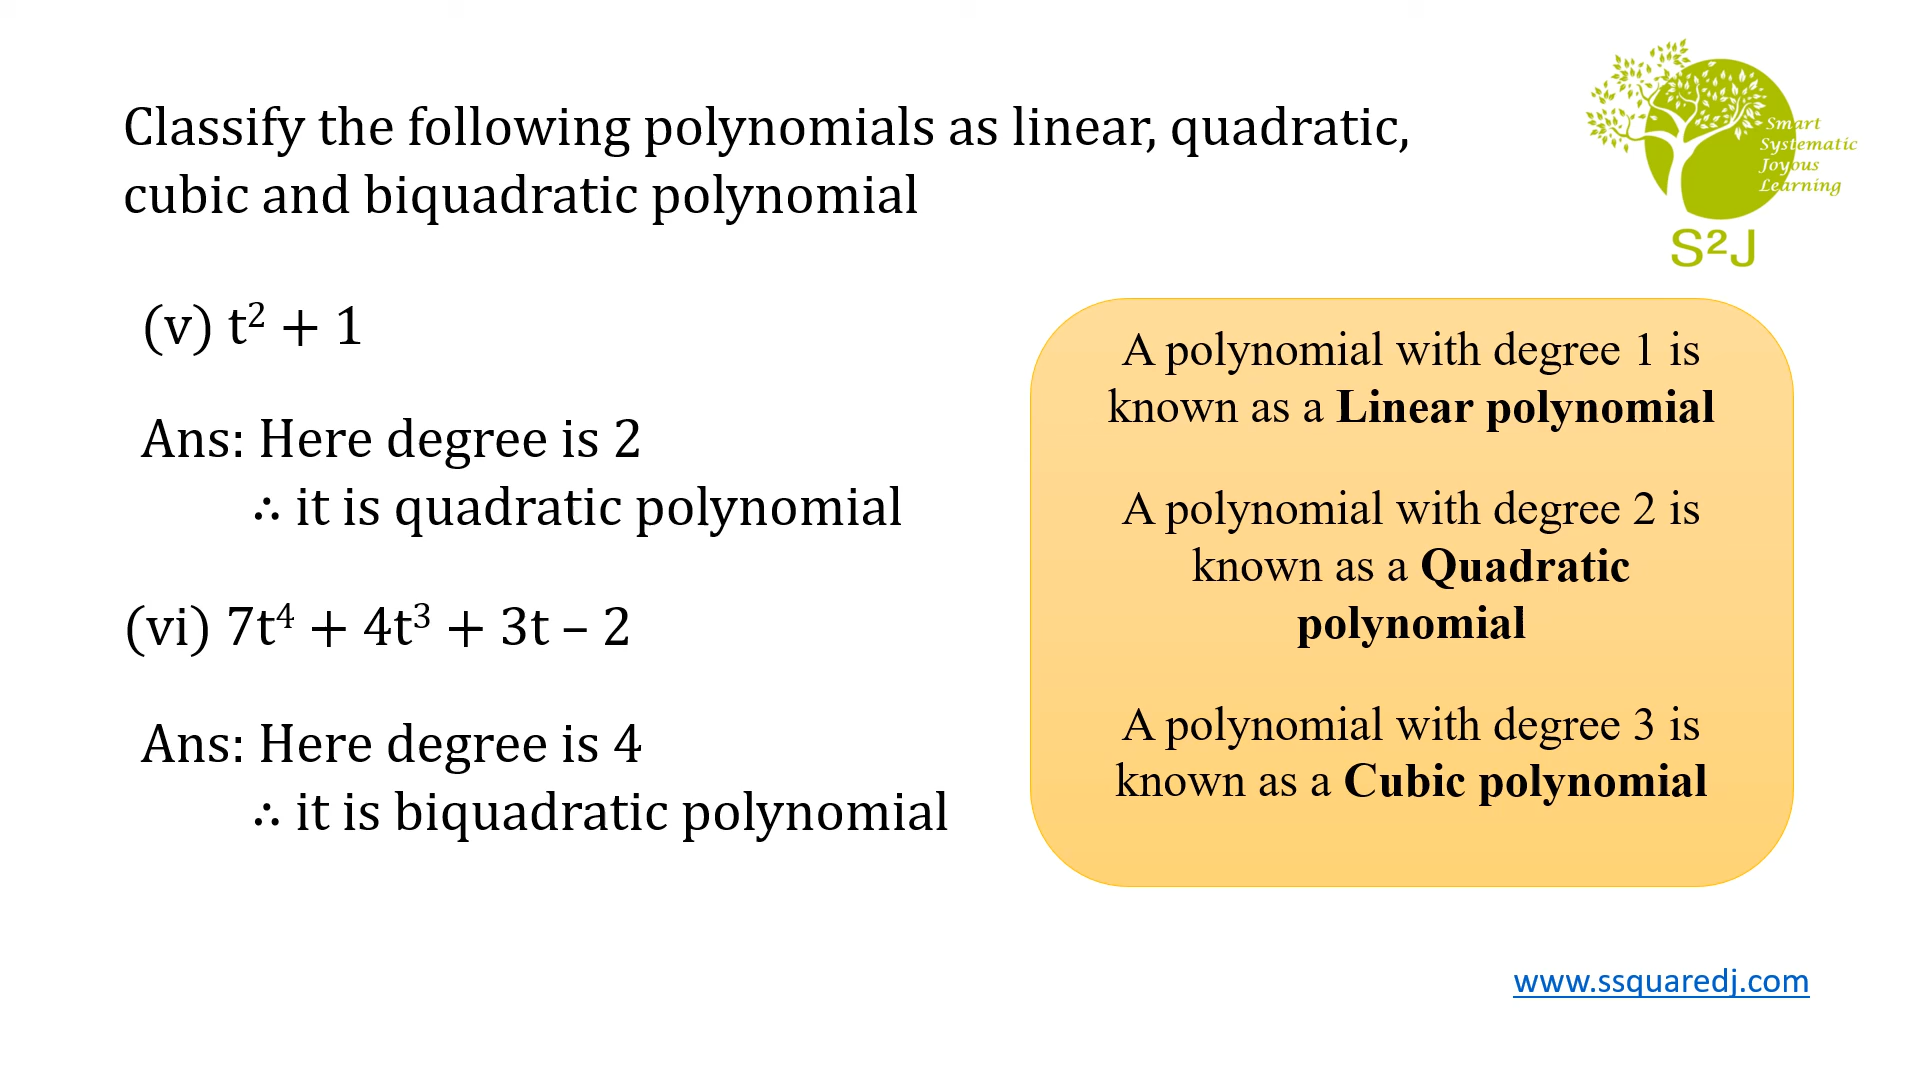 Classify the following polynomials as linear, quadratic,
cubic and biquadratic polynomial
Smart
Systematic
Joyous
Learning
S²J
(v) t² + 1
Ans: Here degree is 2
∴ it is quadratic polynomial
(vi) 7t⁴ + 4t³ + 3t – 2
Ans: Here degree is 4
∴ it is biquadratic polynomial
A polynomial with degree 1 is
known as a Linear polynomial
A polynomial with degree 2 is
known as a Quadratic
polynomial
A polynomial with degree 3 is
known as a Cubic polynomial
www.ssquaredj.com